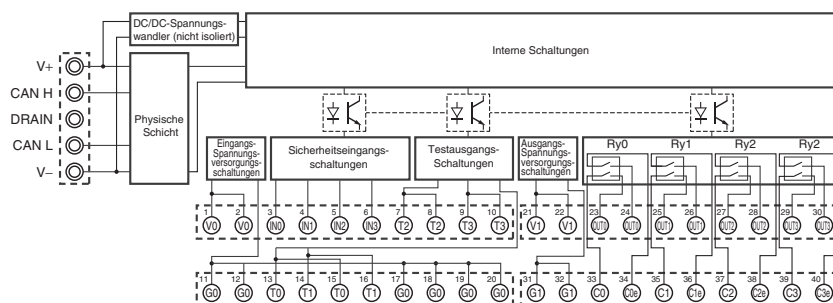 DC/DC-Spannungs-
wandler (nicht isoliert)
Interne Schaltungen
V+
CAN H
DRAIN
CAN L
V–
Physische
Schicht
Eingangs-
Spannungs-
versorgungs-
schaltungen
Sicherheitseingangs-
schaltungen
Testausgangs-
Schaltungen
Ausgangs-
Spannungs-
versorgungs-
schaltungen
Ry0 Ry1 Ry2 Ry2
1 2 3 4 5 6 7 8 9 10 21 22 23 24 25 26 27 28 29 30
V0 V0 IN0 IN1 IN2 IN3 T2 T2 T3 T3 V1 V1 OUT0 OUT0 OUT1 OUT1 OUT2 OUT2 OUT3 OUT3
11 12 13 14 15 16 17 18 19 20 31 32 33 34 35 36 37 38 39 40
G0 G0 T0 T1 T0 T1 G0 G0 G0 G0 G1 G1 C0 C0e C1 C1e C2 C2e C3 C3e